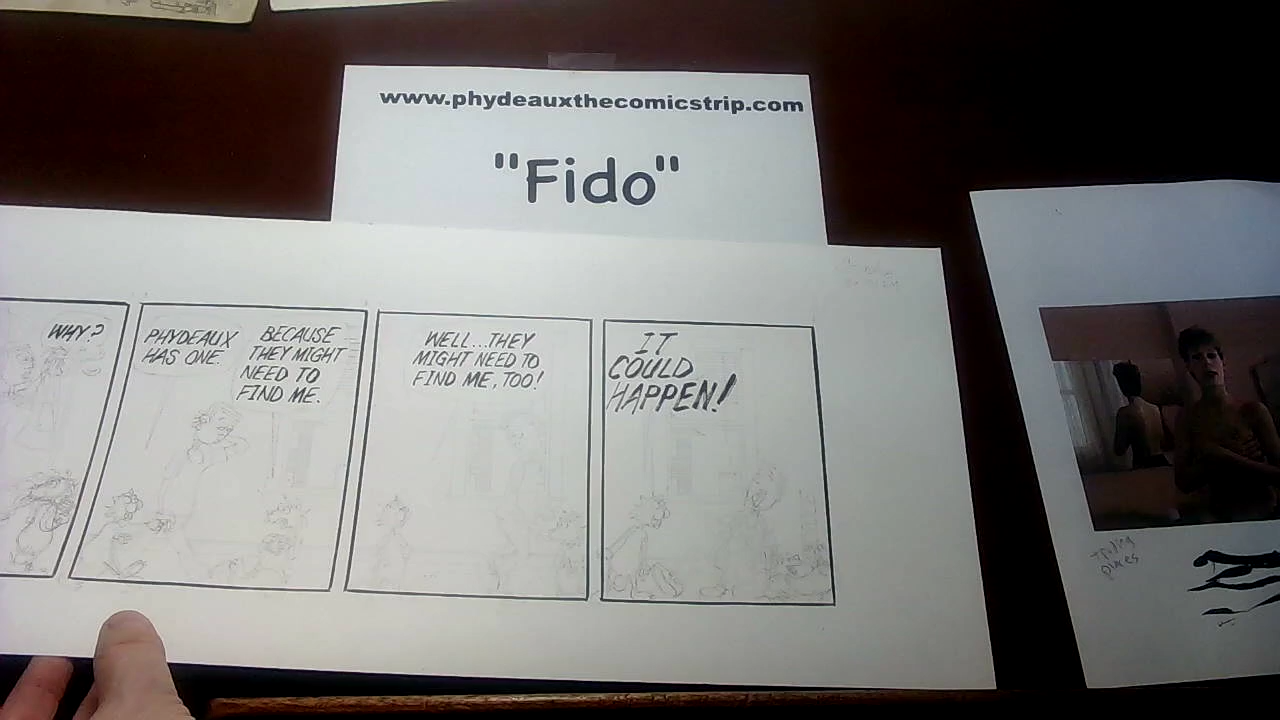 www.phydeauxthecomicstrip.com
"Fido"
WHY?
PHYDEAUX
HAS ONE.
BECAUSE
THEY MIGHT
NEED TO
FIND ME.
WELL...THEY
MIGHT NEED TO
FIND ME, TOO!
IT
COULD
HAPPEN!